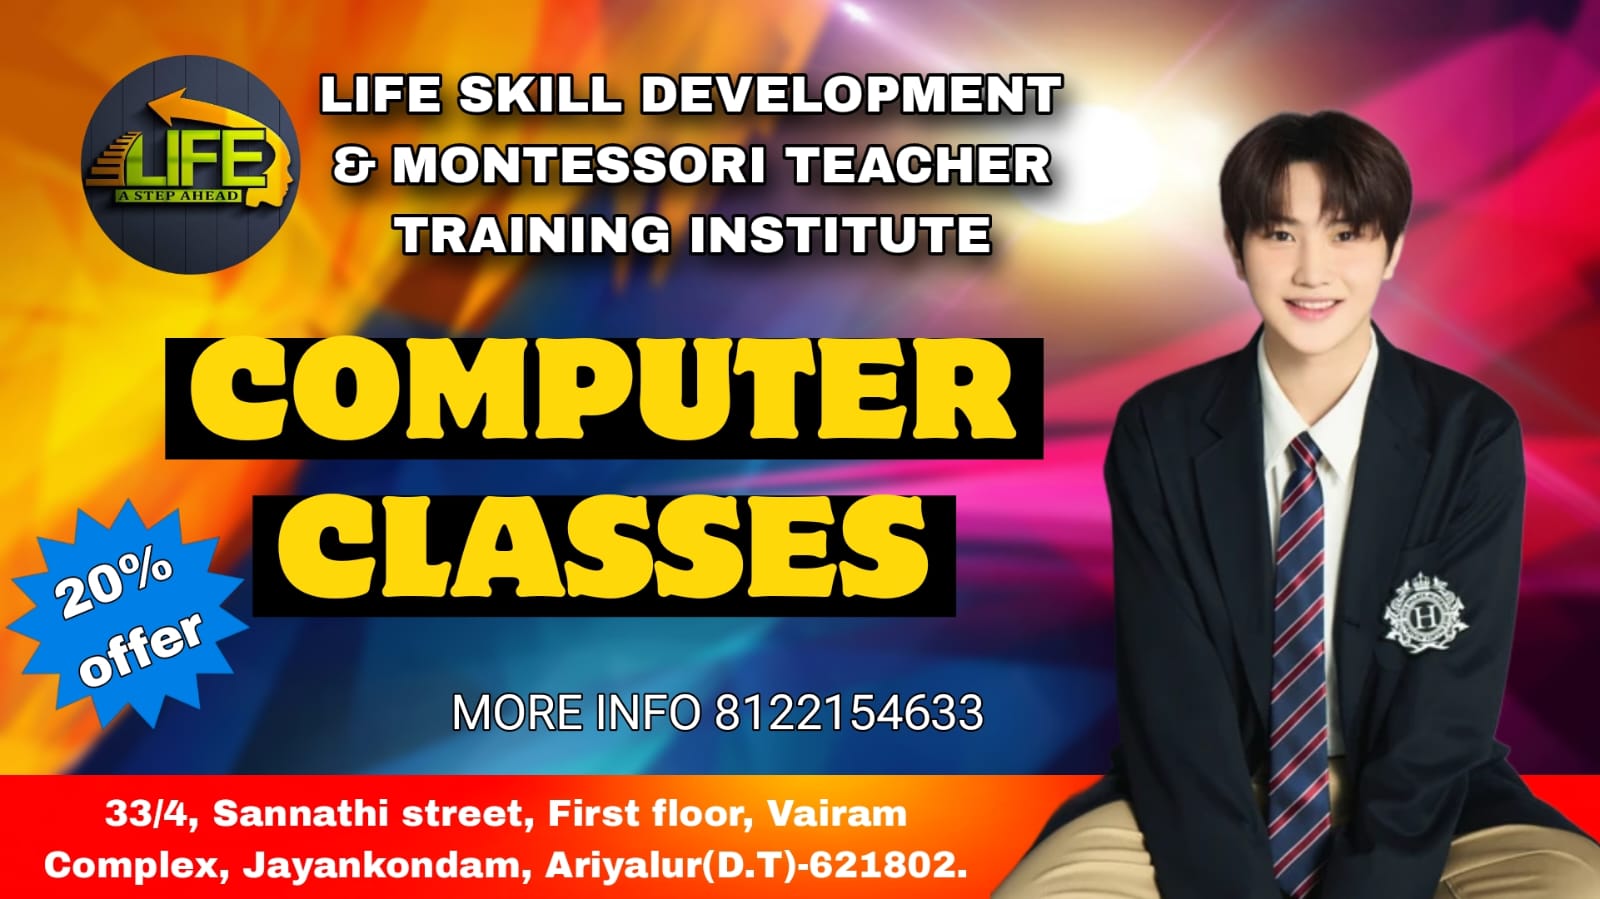 LIFE
A STEP AHEAD
LIFE SKILL DEVELOPMENT
& MONTESSORI TEACHER
TRAINING INSTITUTE
COMPUTER
CLASSES
20%
offer
MORE INFO 8122154633
H
33/4, Sannathi street, First floor, Vairam
Complex, Jayankondam, Ariyalur(D.T)-621802.